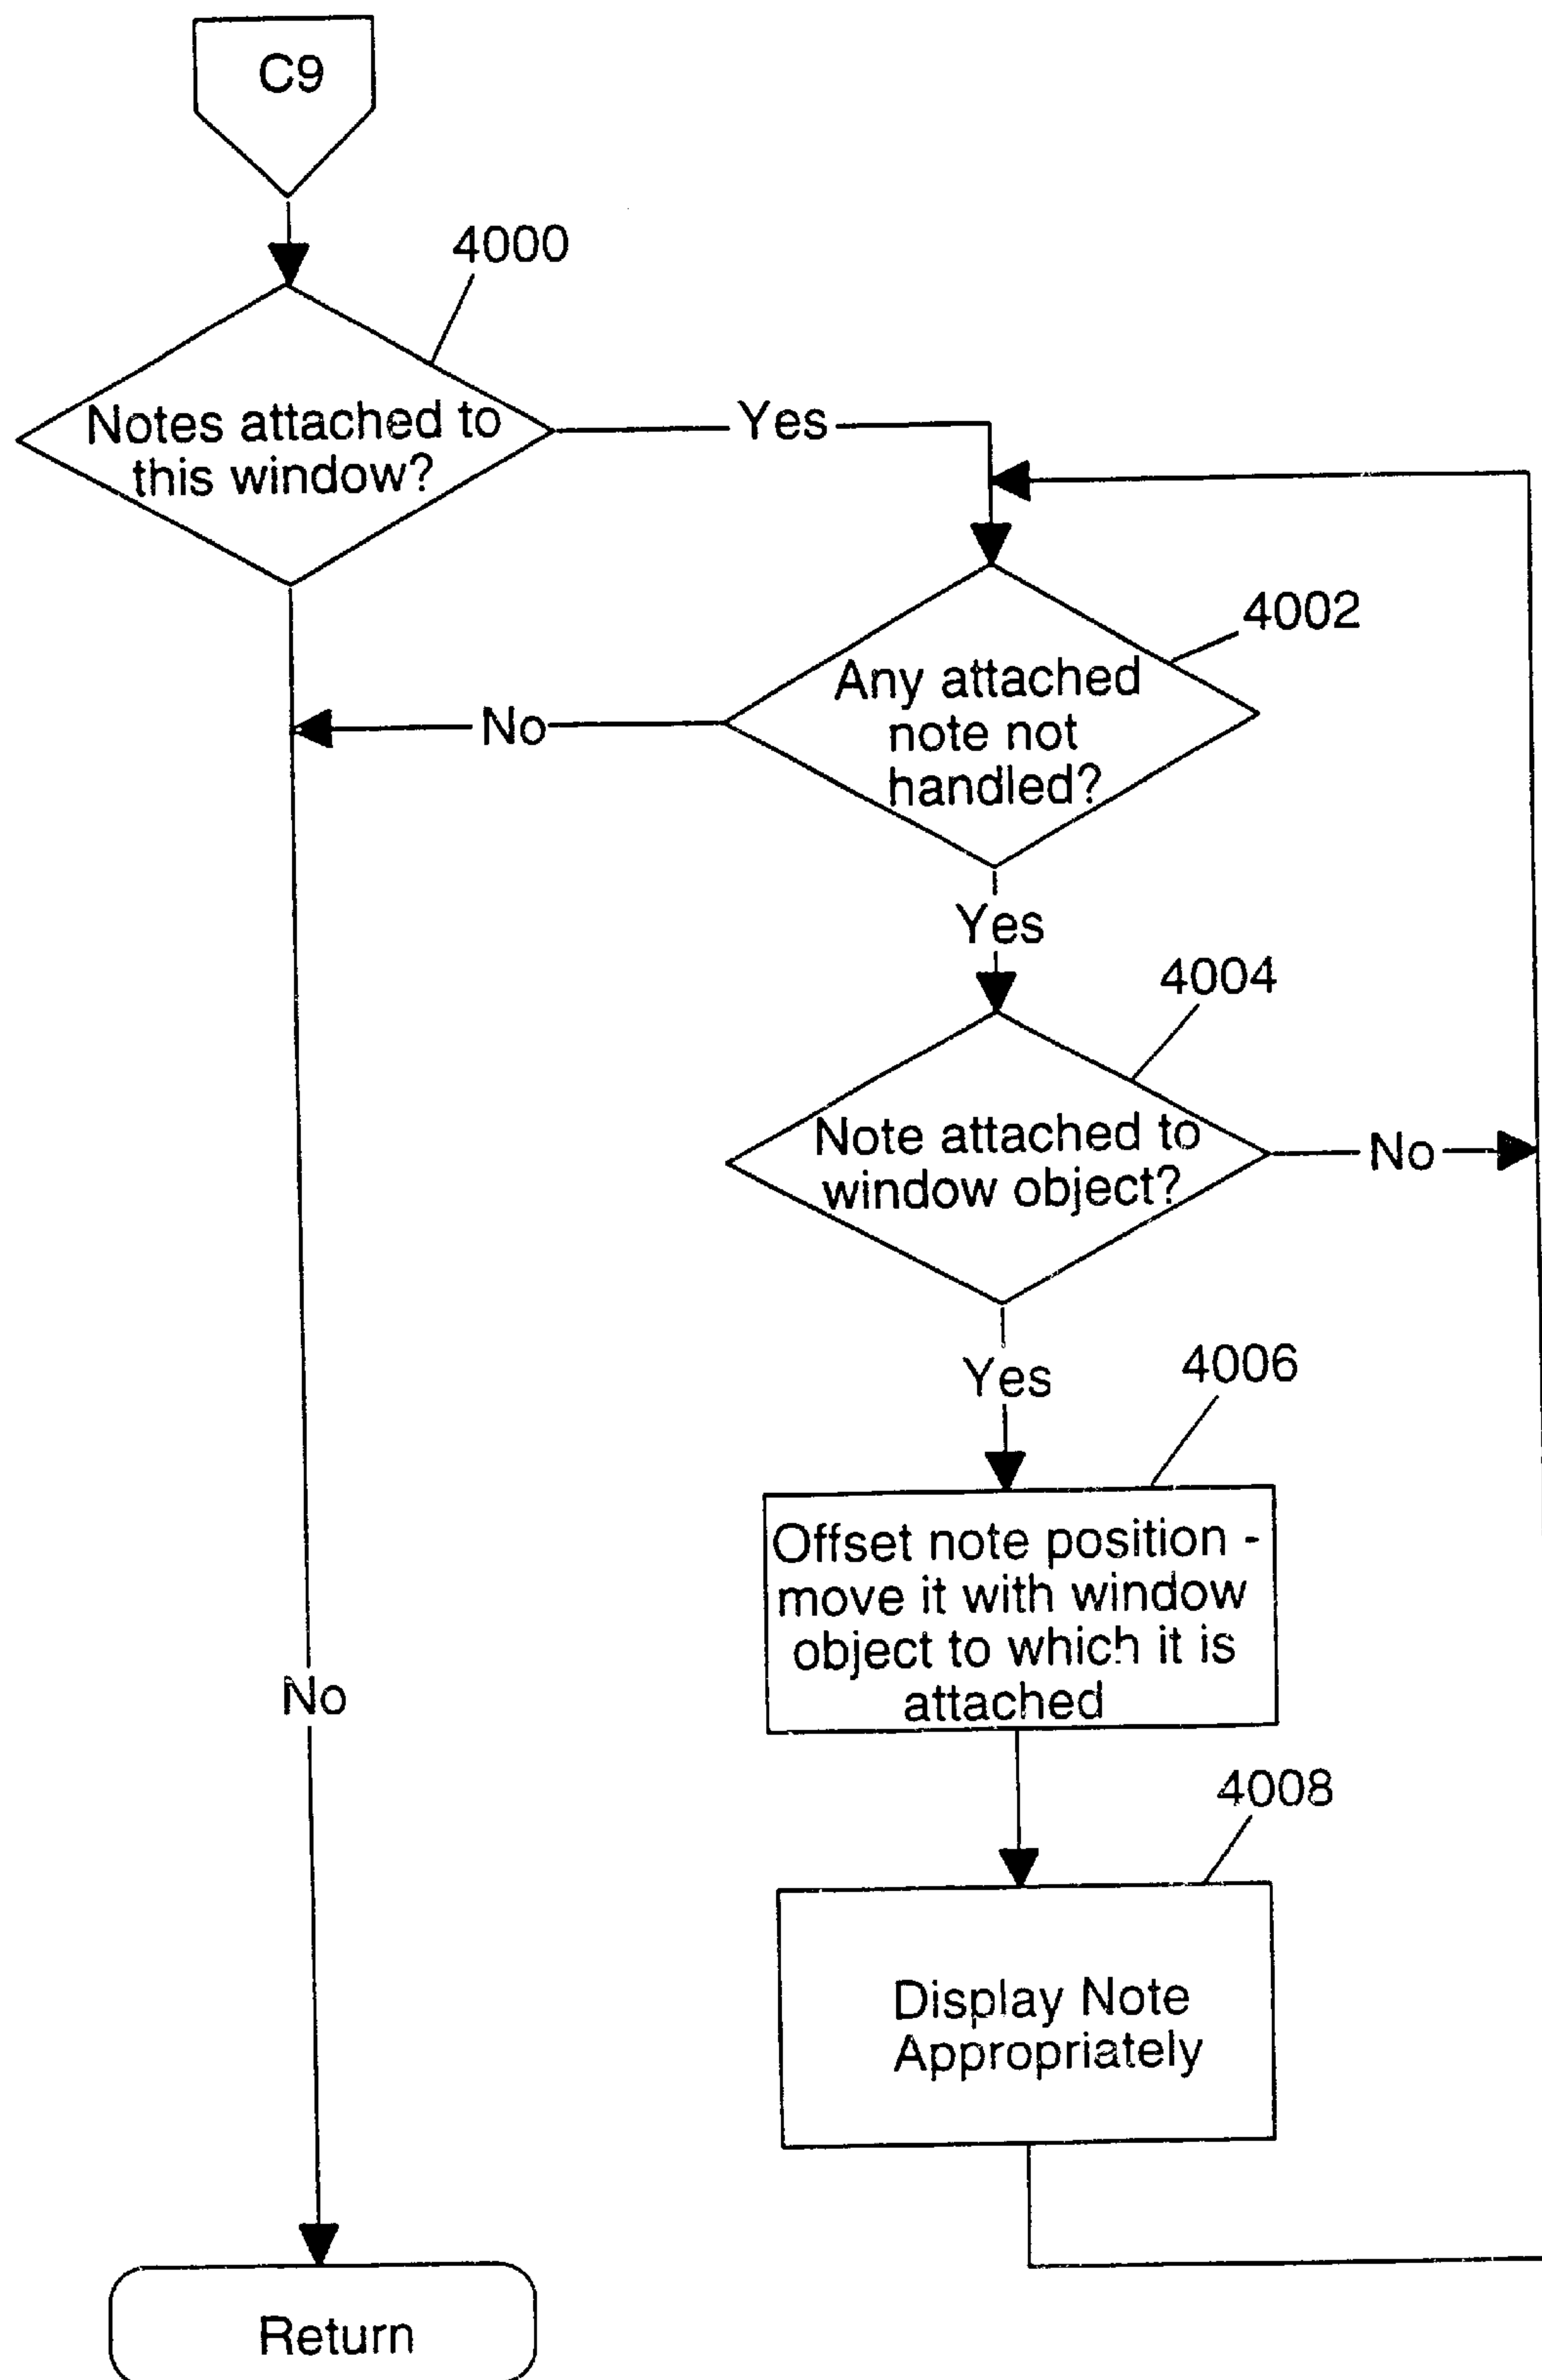 C9
4000
Notes attached to
this window?
Yes
4002
Any attached
note not
handled?
No
Yes
4004
Note attached to
window object?
No
Yes
4006
Offset note position -
move it with window
object to which it is
attached
No
4008
Display Note
Appropriately
Return